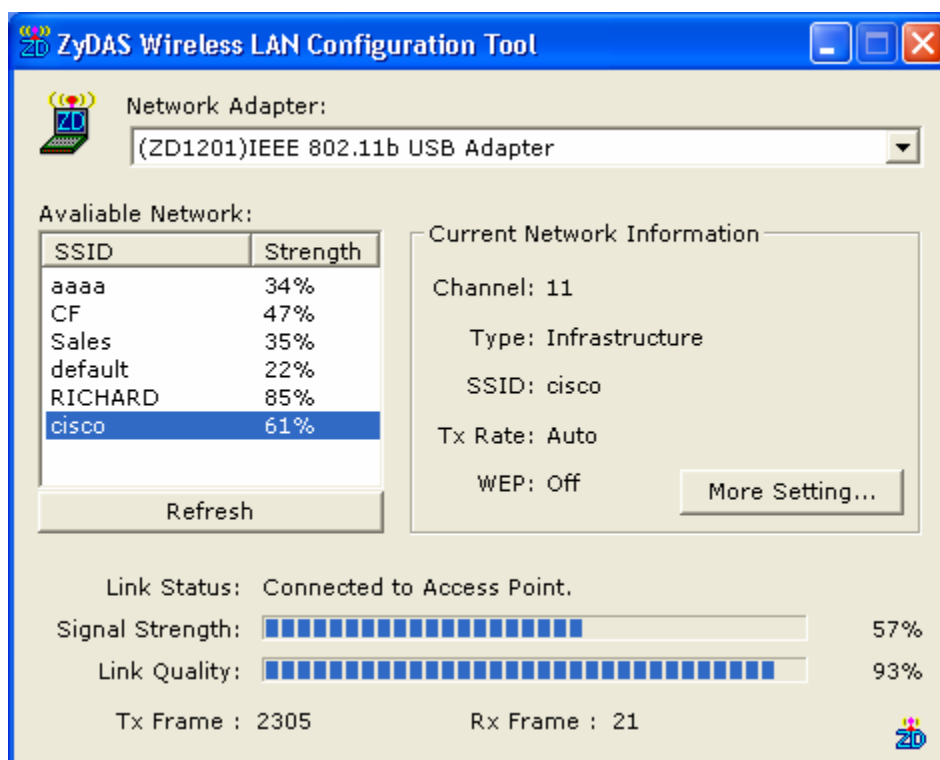 ZD ZyDAS Wireless LAN Configuration Tool
ZD
Network Adapter:
(ZD1201)IEEE 802.11b USB Adapter
Avaliable Network:
SSID Strength
aaaa 34%
CF 47%
Sales 35%
default 22%
RICHARD 85%
cisco 61%
Refresh
Current Network Information
Channel: 11
Type: Infrastructure
SSID: cisco
Tx Rate: Auto
WEP: Off
More Setting...
Link Status: Connected to Access Point.
Signal Strength: 57%
Link Quality: 93%
Tx Frame : 2305 Rx Frame : 21
ZD